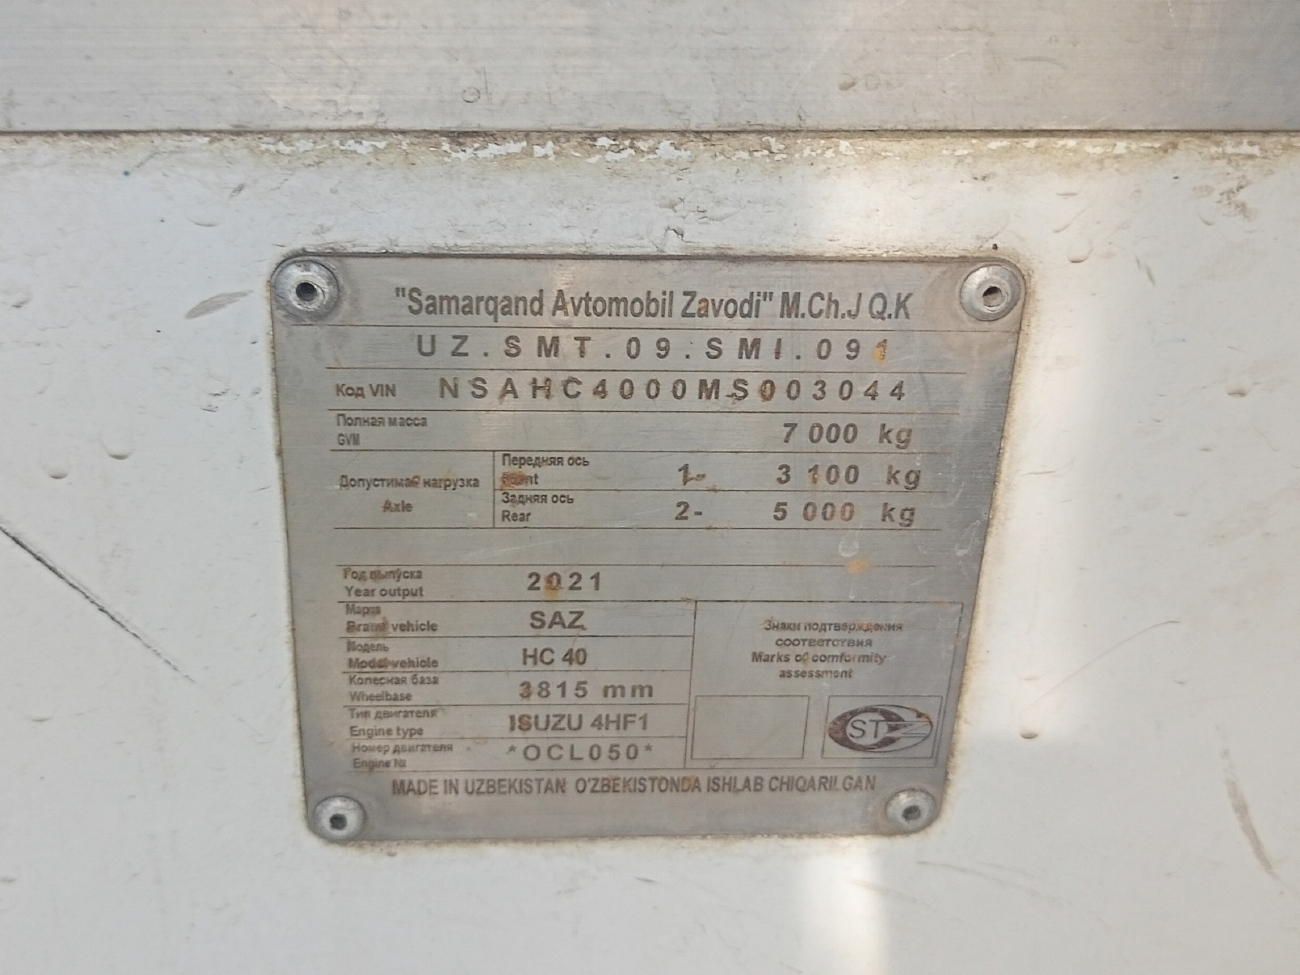 "Samarqand Avtomobil Zavodi" M.Ch.J Q.K
UZ.SMT.09.SMI.091
Код VIN NSAHC4000MS003044
Полная масса
GVM 7 000 kg
Допустимая нагрузка
Axle
Передняя ось
Front 1- 3 100 kg
Задняя ось
Rear 2- 5 000 kg
Год выпуска
Year output 2021
Марка
Brand vehicle SAZ
Модель
Model vehicle HC 40
Колесная база
Wheelbase 3815 mm
Тип двигателя
Engine type ISUZU 4HF1
Номер двигателя
Engine № *OCL050*
Знаки подтверждения
соответствия
Marks of comformity
assessment
STZ
MADE IN UZBEKISTAN O'ZBEKISTONDA ISHLAB CHIQARILGAN